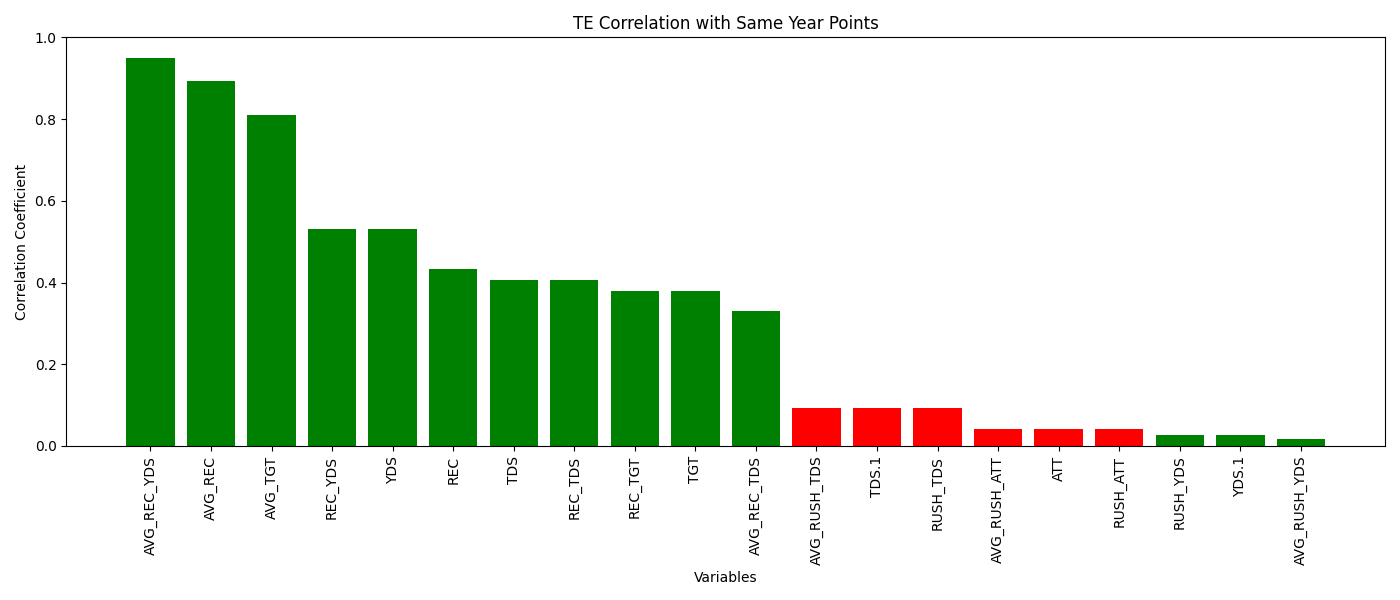 TE Correlation with Same Year Points
Correlation Coefficient
1.0
0.8
0.6
0.4
0.2
0.0
AVG_REC_YDS
AVG_REC
AVG_TGT
REC_YDS
YDS
REC
TDS
REC_TDS
REC_TGT
TGT
AVG_REC_TDS
AVG_RUSH_TDS
TDS.1
RUSH_TDS
AVG_RUSH_ATT
ATT
RUSH_ATT
RUSH_YDS
YDS.1
AVG_RUSH_YDS
Variables